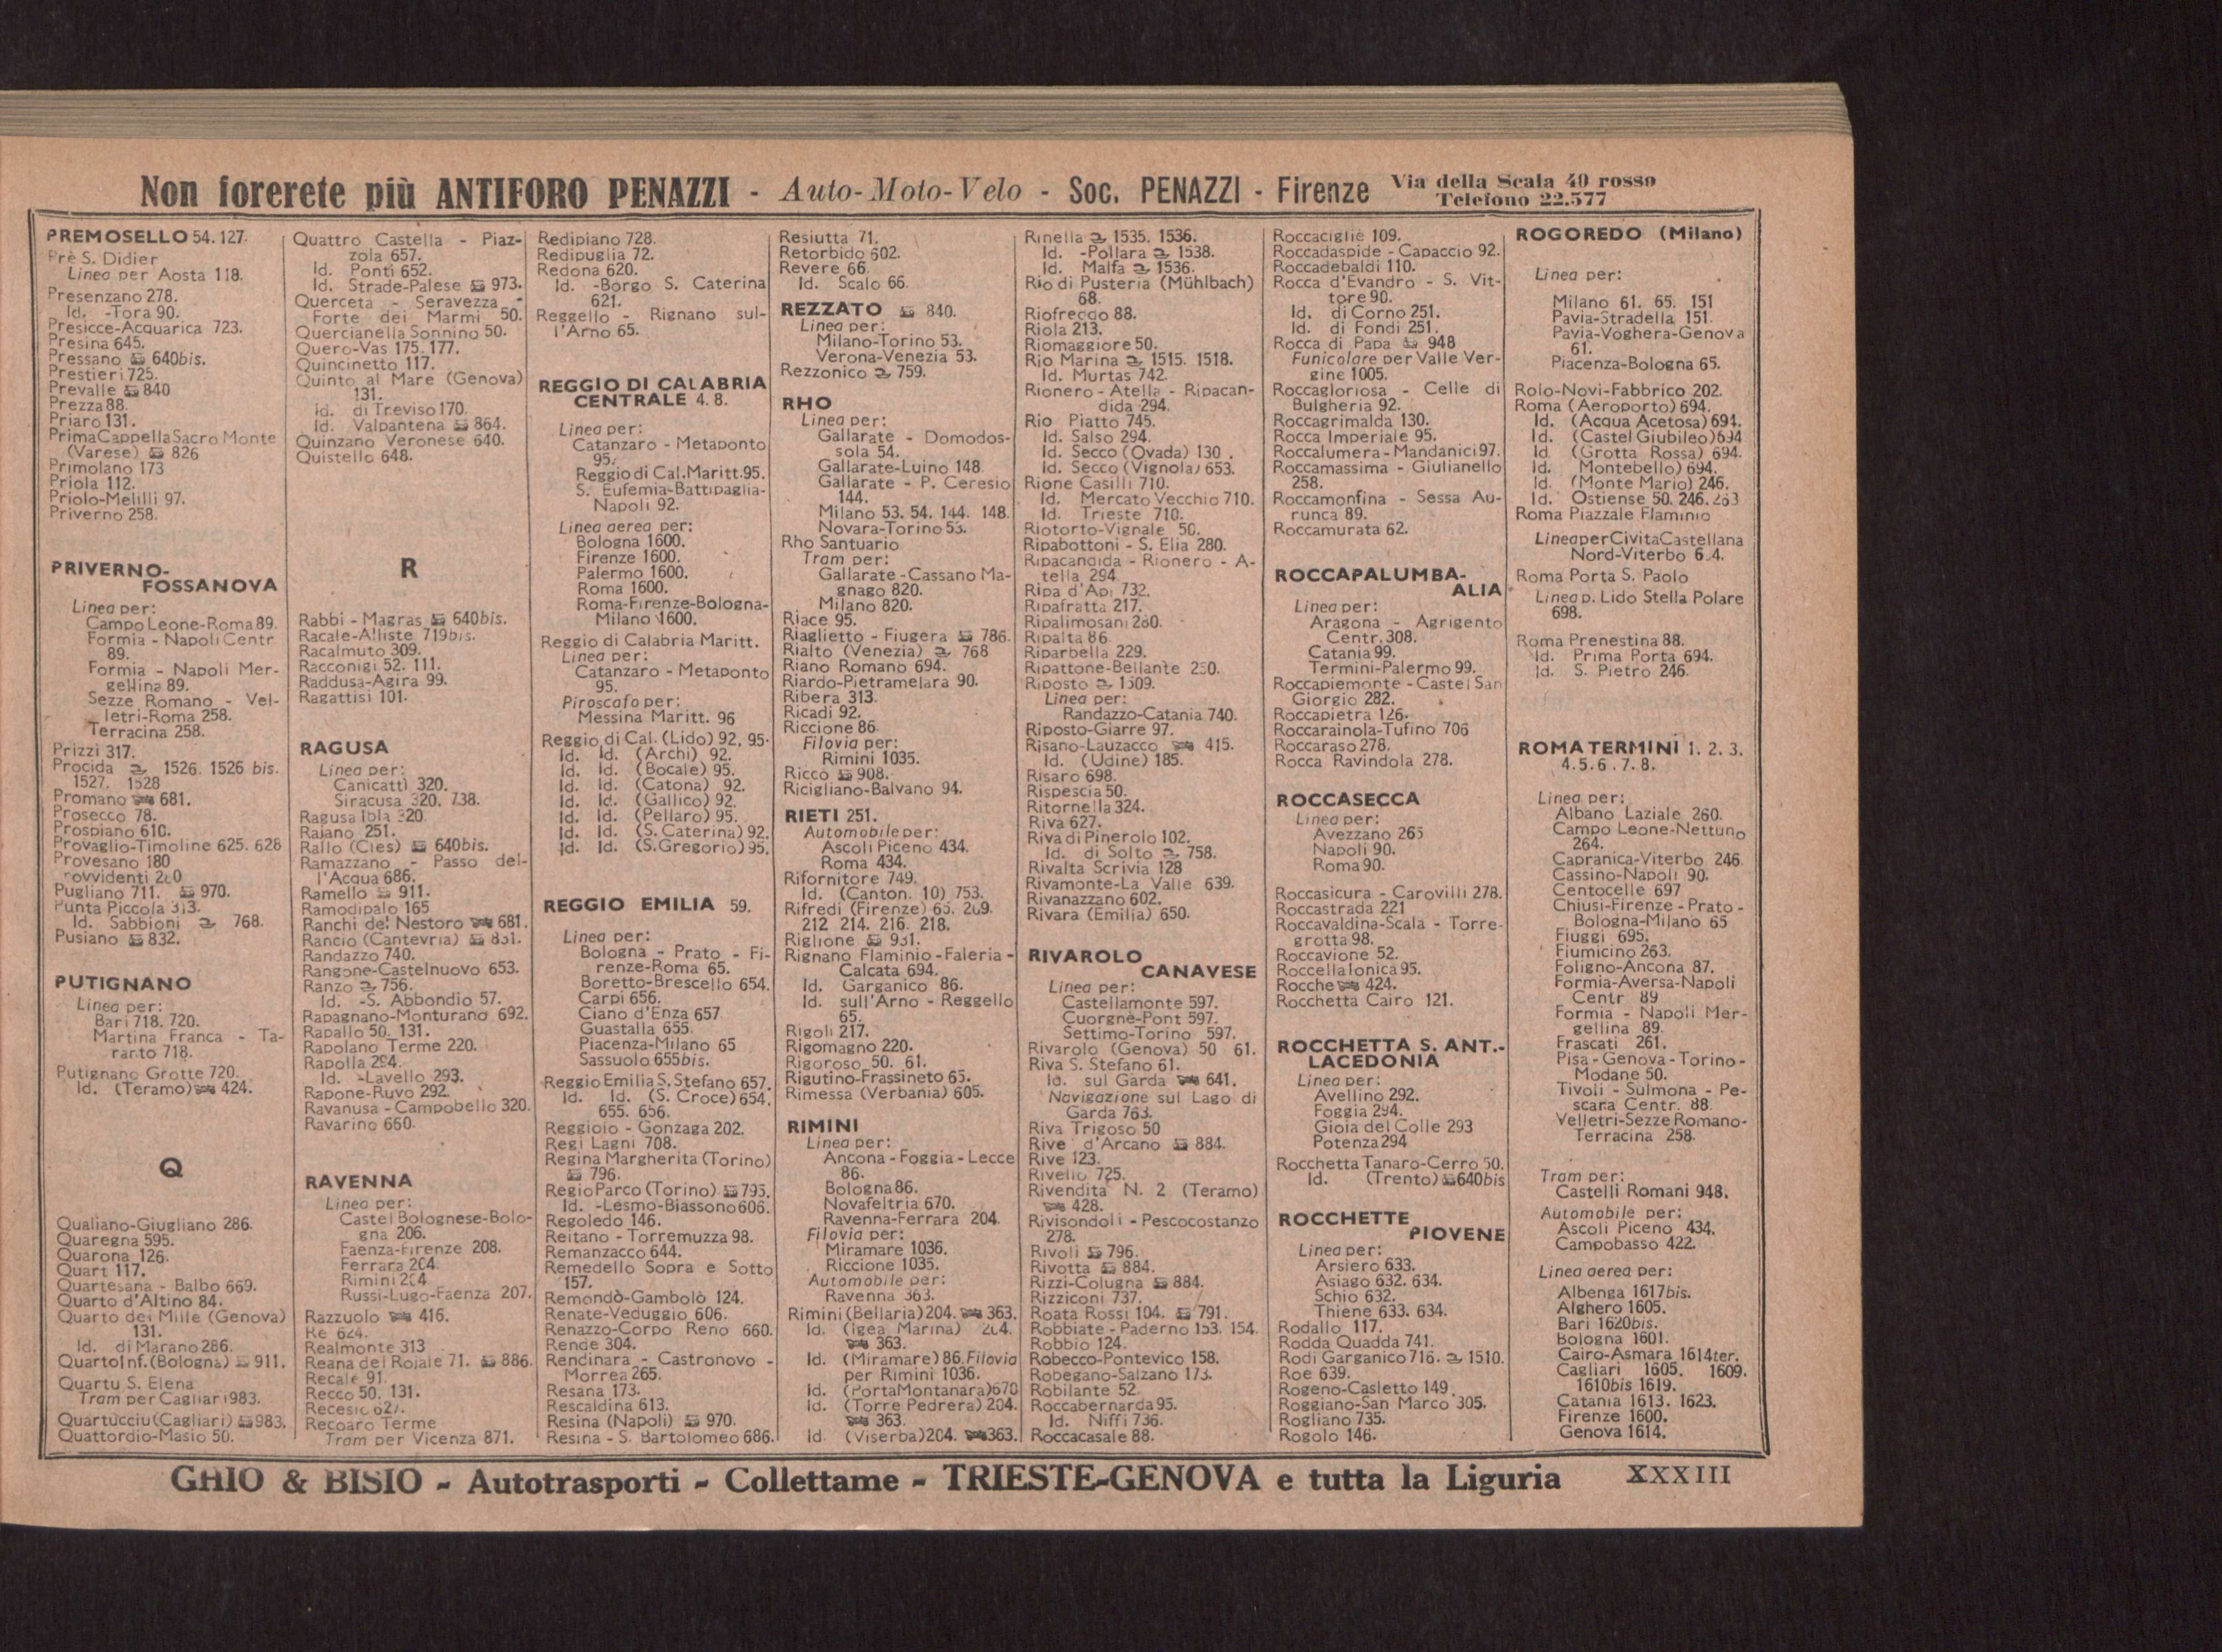 Non forerete più ANTIFORO PENAZZI - Auto-Moto-Velo - Soc. PENAZZI - Firenze Via della Scala 40 rosso
Telefono 22.577
PREMOSELLO 54. 127.
Prè S. Didier
Linea per Aosta 118.
Presenzano 278.
Id. -Tora 90.
Presicce-Acquarica 723.
Presina 645.
Pressano 640bis.
Prestieri 725.
Prevalle 840
Prezza 88.
Priaro 131.
Prima Cappella Sacro Monte
(Varese) 826
Primolano 173
Priola 112.
Priolo-Melilli 97.
Priverno 258.
PRIVERNO-
FOSSANOVA
Linea per:
Campo Leone-Roma 89.
Formia - Napoli Centr
89.
Formia - Napoli Mer-
gellina 89.
Sezze Romano - Vel-
letri-Roma 258.
Terracina 258.
Prizzi 317.
Procida 1526. 1526 bis.
1527. 1528
Promano 681.
Prosecco 78.
Prospiano 610.
Provaglio-Timoline 625. 628
Provesano 180
rovvidenti
Pugliano 711. 970.
Punta Piccola 313.
Id. Sabbioni 768.
Pusiano 832.
PUTIGNANO
Linea per:
Bari 718. 720.
Martina Franca - Ta-
ranto 718.
Putignano Grotte 720.
Id. (Teramo) 424.
Q
Qualiano-Giugliano 286.
Quaregna 595.
Quarona 126.
Quart 117.
Quartesana - Balbo 669.
Quarto d'Altino 84.
Quarto dei Mille (Genova)
131.
Id. di Marano 286.
Quarto Inf. (Bologna) 911.
Quartu S. Elena
Tram per Cagliari 983.
Quartucciu (Cagliari) 983.
Quattordio-Masio 50.
Quattro Castella - Piaz-
zola 657.
Id. Ponti 652.
Id. Strade-Palese 973.
Querceta - Seravezza -
Forte dei Marmi 50.
Quercianella Sonnino 50.
Quero-Vas 175. 177.
Quincinetto 117.
Quinto al Mare (Genova)
131.
Id. di Treviso 170.
Id. Valpantena 864.
Quinzano Veronese 640.
Quistello 648.
R
Rabbi - Magras 640bis.
Racale-Alliste 719bis.
Racalmuto 309.
Racconigi 52. 111.
Raddusa-Agira 99.
Ragattisi 101.
RAGUSA
Linea per:
Canicattì 320.
Siracusa 320. 738.
Ragusa Ibla 320
Rajano 251.
Rallo (Cles) 640bis.
Ramazzano - Passo del-
l'Acqua 686.
Ramello 911.
Ramodipalo 165
Ranchi del Nestoro 681.
Rancio (Cantevria) 831.
Randazzo 740.
Rangone-Castelnuovo 653.
Ranzo 756.
Id. -S. Abbondio 57.
Rapagnano-Monturano 692.
Rapallo 50. 131.
Rapolano Terme 220.
Rapolla 294.
Id. -Lavello 293.
Rapone-Ruvo 292.
Ravanusa - Campobello 320.
Ravarino 650.
RAVENNA
Linea per:
Castel Bolognese-Bolo-
gna 206.
Faenza-Firenze 208.
Ferrara 204.
Rimini 204
Russi-Lugo-Faenza 207.
Razzuolo 416.
Re 624.
Realmonte 313
Reana del Rojale 71. 886.
Recale 91.
Recco 50. 131.
Recesio 627.
Recoaro Terme
Tram per Vicenza 871.
Redipiano 728.
Redipuglia 72.
Redona 620.
Id. -Borgo S. Caterina
621.
Reggello - Rignano sul-
l'Arno 65.
REGGIO DI CALABRIA
CENTRALE 4. 8.
Linea per:
Catanzaro - Metaponto
95.
Reggio di Cal. Maritt. 95.
S. Eufemia-Battipaglia-
Napoli 92.
Linea aerea per:
Bologna 1600.
Firenze 1600.
Palermo 1600.
Roma 1600.
Roma-Firenze-Bologna-
Milano 1600.
Reggio di Calabria Maritt.
Linea per:
Catanzaro - Metaponto
95.
Piroscafo per:
Messina Maritt. 96
Reggio di Cal. (Lido) 92, 95.
Id. Id. (Archi) 92.
Id. Id. (Bocale) 95.
Id. Id. (Catona) 92.
Id. Id. (Gallico) 92.
Id. Id. (Pellaro) 95.
Id. Id. (S. Caterina) 92.
Id. Id. (S. Gregorio) 95.
REGGIO EMILIA 59.
Linea per:
Bologna - Prato - Fi-
renze-Roma 65.
Boretto-Brescello 654.
Carpi 656.
Ciano d'Enza 657
Guastalla 655.
Piacenza-Milano 65
Sassuolo 655bis.
Reggio Emilia S. Stefano 657.
Id. Id. (S. Croce) 654.
655. 656.
Reggiolo - Gonzaga 202.
Regi Lagni 708.
Regina Margherita (Torino)
796.
Regio Parco (Torino) 795.
Id. -Lesmo-Biassono 606.
Regoledo 146.
Reitano - Torremuzza 98.
Remanzacco 644.
Remedello Sopra e Sotto
157.
Remondò-Gambolò 124.
Renate-Veduggio 606.
Renazzo-Corpo Reno 660.
Rende 304.
Rendinara - Castronovo -
Morrea 265.
Resana 173.
Rescaldina 613.
Resina (Napoli) 970.
Resina - S. Bartolomeo 686.
Resiutta 71.
Retorbido 602.
Revere 66.
Id. Scalo 66.
REZZATO 840.
Linea per:
Milano-Torino 53.
Verona-Venezia 53.
Rezzonico 759.
RHO
Linea per:
Gallarate - Domodos-
sola 54.
Gallarate-Luino 148.
Gallarate - P. Ceresio
144.
Milano 53. 54. 144. 148.
Novara-Torino 53.
Rho Santuario
Tram per:
Gallarate -Cassano Ma-
gnago 820.
Milano 820.
Riace 95.
Riaglietto - Fiugera 786.
Rialto (Venezia) 768
Riano Romano 694.
Riardo-Pietramelara 90.
Ribera 313.
Ricadi 92.
Riccione 86.
Filovia per:
Rimini 1035.
Riccò 908.
Ricigliano-Balvano 94.
RIETI 251.
Automobile per:
Ascoli Piceno 434.
Roma 434.
Rifornitore 749.
Id. (Canton. 10) 753.
Rifredi (Firenze) 65. 209.
212 214. 216. 218.
Riglione 931.
Rignano Flaminio -Faleria -
Calcata 694.
Id. Garganico 86.
Id. sull'Arno - Reggello
65.
Rigoli 217.
Rigomagno 220.
Rigoroso 50. 61.
Rigutino-Frassineto 65.
Rimessa (Verbania) 605.
RIMINI
Linea per:
Ancona - Foggia - Lecce
86.
Bologna 86.
Novafeltria 670.
Ravenna-Ferrara 204.
Filovia per:
Miramare 1036.
Riccione 1035.
Automobile per:
Ravenna 363.
Rimini (Bellaria) 204. 363.
Id. (Igea Marina) 204.
363.
Id. (Miramare) 86. Filovia
per Rimini 1036.
Id. (Porta Montanara) 670
Id. (Torre Pedrera) 204.
363.
Id (Viserba) 204. 363.
Rinella 1535. 1536.
Id. -Pollara 1538.
Id. Malfa 1536.
Rio di Pusteria (Mühlbach)
68.
Riofreddo 88.
Riola 213.
Riomaggiore 50.
Rio Marina 1515. 1518.
Id. Murtas 742.
Rionero - Atella - Ripacan-
dida 294.
Rio Piatto 745.
Id. Salso 294.
Id. Secco (Ovada) 130.
Id. Secco (Vignola) 653.
Rione Casilli 710.
Id. Mercato Vecchio 710.
Id. Trieste 710.
Riotorto-Vignale 50.
Ripabottoni - S. Elia 280.
Ripacandida - Rionero - A-
tella 294
Ripa d'Api 732.
Ripafratta 217.
Ripalimosani 280.
Ripalta 86
Riparbella 229.
Ripattone-Bellante 250.
Riposto 1509.
Linea per:
Randazzo-Catania 740.
Riposto-Giarre 97.
Risano-Lauzacco 415.
Id. (Udine) 185.
Risaro 698.
Rispescia 50.
Ritornella 324.
Riva 627.
Riva di Pinerolo 102.
Id. di Solto 758.
Rivalta Scrivia 128
Rivamonte-La Valle 639.
Rivanazzano 602.
Rivara (Emilia) 650.
RIVAROLO
CANAVESE
Linea per:
Castellamonte 597.
Cuorgnè-Pont 597.
Settimo-Torino 597.
Rivarolo (Genova) 50 61.
Riva S. Stefano 61.
Id. sul Garda 641.
Navigazione sul Lago di
Garda 763.
Riva Trigoso 50
Rive d'Arcano 884.
Rive 123.
Rivello 725.
Rivendita N. 2 (Teramo)
428.
Rivisondoli - Pescocostanzo
278.
Rivoli 796.
Rivotta 884.
Rizzi-Colugna 884.
Rizziconi 737.
Roata Rossi 104. 791.
Robbiate - Paderno 153. 154.
Robbio 124.
Robecco-Pontevico 158.
Robegano-Salzano 173.
Robilante 52.
Roccabernarda 95.
Id. Niffi 736.
Roccacasale 88.
Roccaciglié 109.
Roccadaspide - Capaccio 92.
Roccadebaldi 110.
Rocca d'Evandro - S. Vit-
tore 90.
Id. di Corno 251.
Id. di Fondi 251.
Rocca di Papa 948
Funicolare per Valle Ver-
gine 1005.
Roccagloriosa - Celle di
Bulgheria 92.
Roccagrimalda 130.
Rocca Imperiale 95.
Roccalumera-Mandanici 97.
Roccamassima - Giulianello
258.
Roccamonfina - Sessa Au-
runca 89.
Roccamurata 62.
ROCCAPALUMBA-
ALIA
Linea per:
Aragona - Agrigento
Centr. 308.
Catania 99.
Termini-Palermo 99.
Roccapiemonte - Castel San
Giorgio 282.
Roccapietra 126.
Roccarainola-Tufino 706
Roccaraso 278.
Rocca Ravindola 278.
ROCCASECCA
Linea per:
Avezzano 265
Napoli 90.
Roma 90.
Roccasicura - Carovilli 278.
Roccastrada 221
Roccavaldina-Scala - Torre-
grotta 98.
Roccavione 52.
Roccella Ionica 95.
Rocche 424.
Rocchetta Cairo 121.
ROCCHETTA S. ANT.-
LACEDONIA
Linea per:
Avellino 292.
Foggia 294.
Gioia del Colle 293
Potenza 294
Rocchetta Tanaro-Cerro 50.
Id. (Trento) 640bis
ROCCHETTE
PIOVENE
Linea per:
Arsiero 633.
Asiago 632. 634.
Schio 632.
Thiene 633. 634.
Rodallo 117.
Rodda Quadda 741.
Rodi Garganico 716. 1510.
Roe 639.
Rogeno-Casletto 149.
Roggiano-San Marco 305.
Rogliano 735.
Rogolo 146.
ROGOREDO (Milano)
Linea per:
Milano 61. 65. 151
Pavia-Stradella 151.
Pavia-Voghera-Genova
61.
Piacenza-Bologna 65.
Rolo-Novi-Fabbrico 202.
Roma (Aeroporto) 694.
Id. (Acqua Acetosa) 694.
Id. (Castel Giubileo) 694
Id. (Grotta Rossa) 694.
Id. Montebello) 694.
Id. (Monte Mario) 246.
Id. Ostiense 50. 246. 263
Roma Piazzale Flaminio
Linea per Civita Castellana
Nord-Viterbo
Roma Porta S. Paolo
Linea p. Lido Stella Polare
698.
Roma Prenestina 88.
Id. Prima Porta 694.
Id. S. Pietro 246.
ROMA TERMINI 1. 2. 3.
4. 5. 6. 7. 8.
Linea per:
Albano Laziale 260.
Campo Leone-Nettuno
264.
Capranica-Viterbo 246.
Cassino-Napoli 90.
Centocelle 697
Chiusi-Firenze - Prato -
Bologna-Milano 65
Fiuggi 695.
Fiumicino 263.
Foligno-Ancona 87.
Formia-Aversa-Napoli
Centr 89
Formia - Napoli Mer-
gellina 89.
Frascati 261.
Pisa - Genova - Torino -
Modane 50.
Tivoli - Sulmona - Pe-
scara Centr. 88.
Velletri-Sezze Romano-
Terracina 258.
Tram per:
Castelli Romani 948.
Automobile per:
Ascoli Piceno 434.
Campobasso 422.
Linea aerea per:
Albenga 1617bis.
Alghero 1605.
Bari 1620bis.
Bologna 1601.
Cairo-Asmara 1614ter.
Cagliari 1605. 1609.
1610bis 1619.
Catania 1613. 1623.
Firenze 1600.
Genova 1614.
GHIO & BISIO - Autotrasporti - Collettame - TRIESTE-GENOVA e tutta la Liguria XXXIII